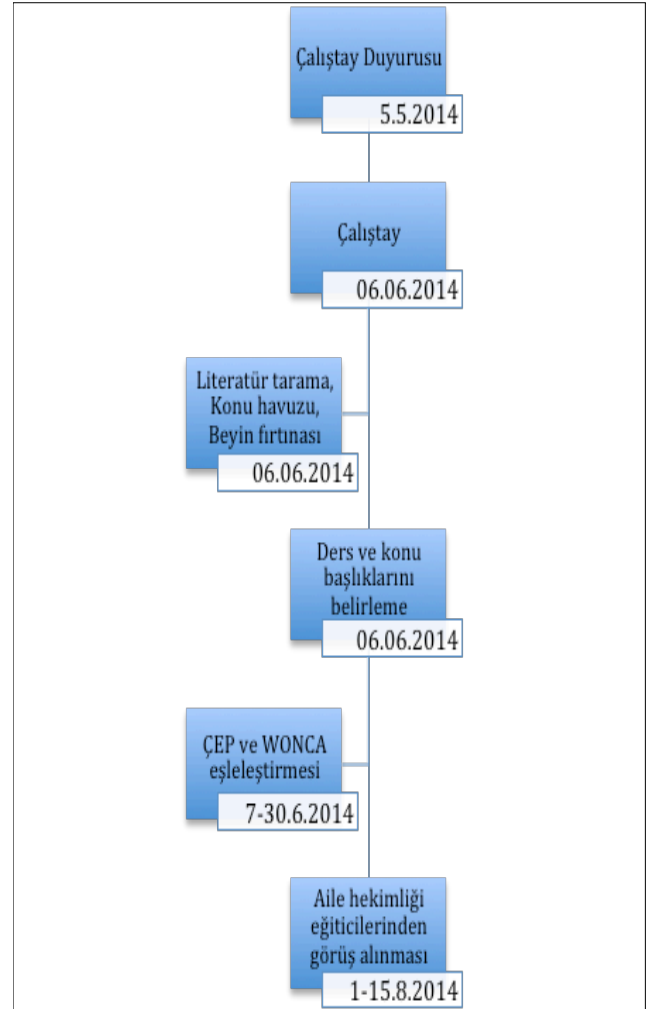 Çalıştay Duyurusu
5.5.2014
Çalıştay
06.06.2014
Literatür tarama,
Konu havuzu,
Beyin fırtınası
06.06.2014
Ders ve konu
başlıklarını
belirleme
06.06.2014
ÇEP ve WONCA
eşleleştirmesi
7-30.6.2014
Aile hekimliği
eğiticilerinden
görüş alınması
1-15.8.2014